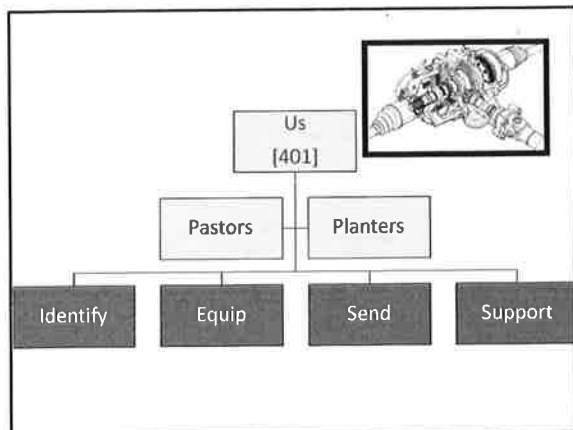 Us
[401]
Pastors
Planters
Identify
Equip
Send
Support